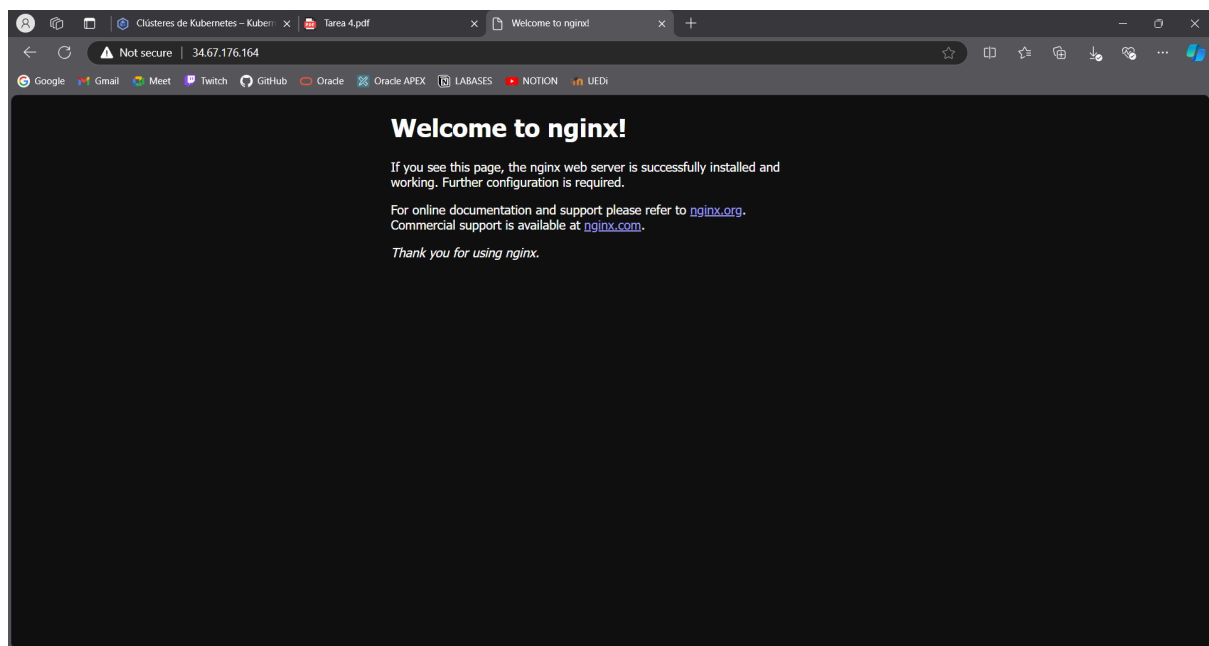 Clústeres de Kubernetes – Kubern
Tarea 4.pdf
Welcome to nginx!
Not secure
34.67.176.164
Google
Gmail
Meet
Twitch
GitHub
Oracle
Oracle APEX
LABASES
NOTION
UEDi
Welcome to nginx!
If you see this page, the nginx web server is successfully installed and
working. Further configuration is required.
For online documentation and support please refer to nginx.org.
Commercial support is available at nginx.com.
Thank you for using nginx.